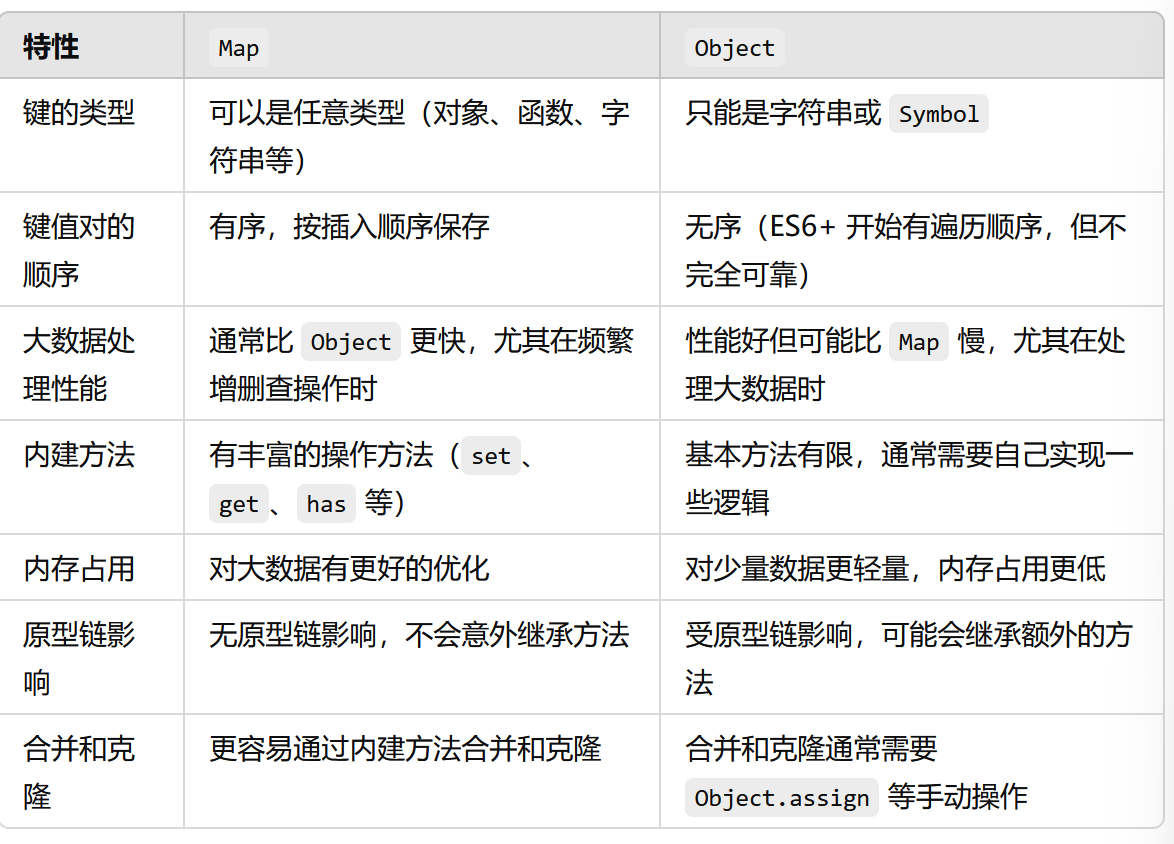 特性 Map Object
键的类型 可以是任意类型（对象、函数、字 只能是字符串或 Symbol
符串等）
键值对的 有序，按插入顺序保存 无序（ES6+ 开始有遍历顺序，但不
顺序 完全可靠）
大数据处 通常比 Object 更快，尤其在频繁 性能好但可能比 Map 慢，尤其在处
理性能 增删查操作时 理大数据时
内建方法 有丰富的操作方法（set、 基本方法有限，通常需要自己实现一
get、has 等） 些逻辑
内存占用 对大数据有更好的优化 对少量数据更轻量，内存占用更低
原型链影 无原型链影响，不会意外继承方法 受原型链影响，可能会继承额外的方
响 法
合并和克 更容易通过内建方法合并和克隆 合并和克隆通常需要
隆 Object.assign 等手动操作